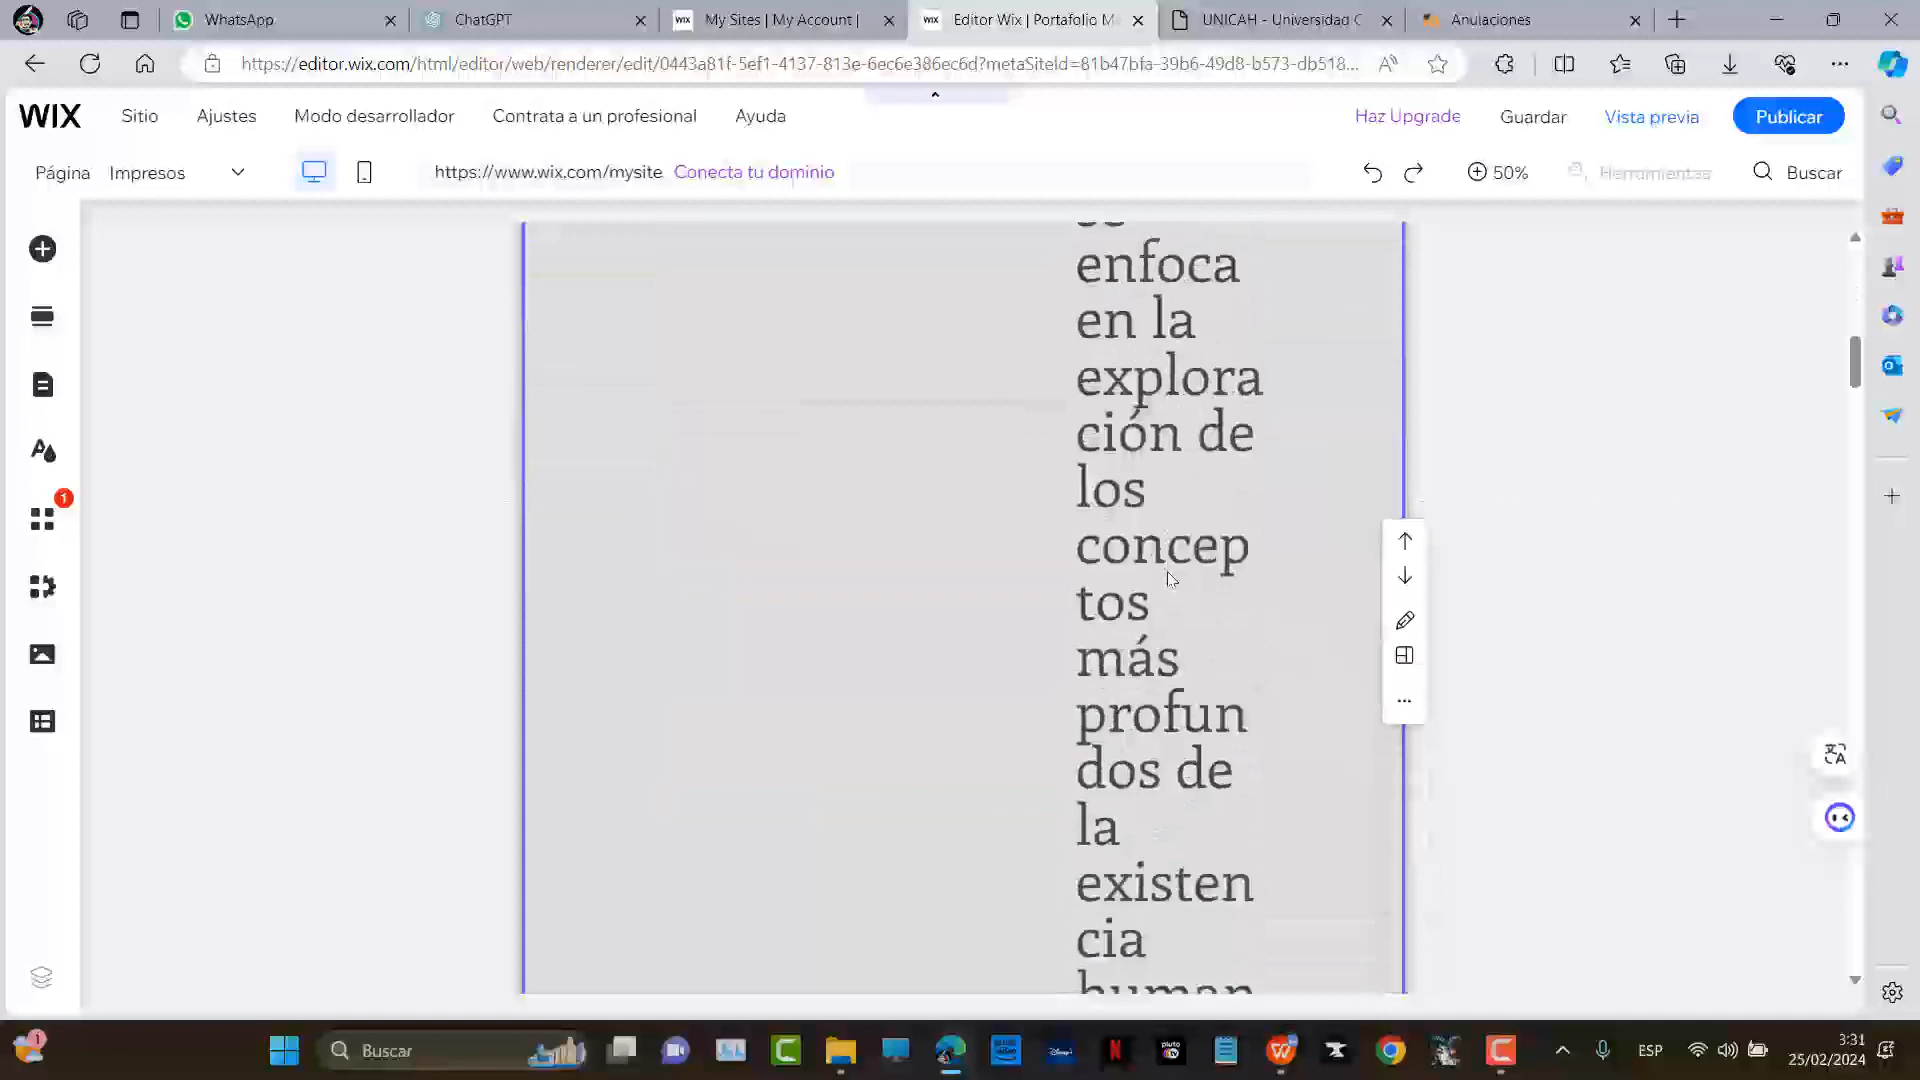 WhatsApp
ChatGPT
WIX My Sites | My Account |
WIX Editor Wix | Portafolio M
UNICAH - Universidad C
Anulaciones
https://editor.wix.com/html/editor/web/renderer/edit/0443a81f-5ef1-4137-813e-6ec6e386ec6d?metaSiteId=81b47bfa-39b6-49d8-b573-db518...
WIX Sitio Ajustes Modo desarrollador Contrata a un profesional Ayuda Haz Upgrade Guardar Vista previa Publicar
Página Impresos https://www.wix.com/mysite Conecta tu dominio 50% Herramientas Buscar
enfoca
en la
explora
ción de
los
concep
tos
más
profun
dos de
la
existen
cia
human
1
Buscar
ESP
3:31
25/02/2024